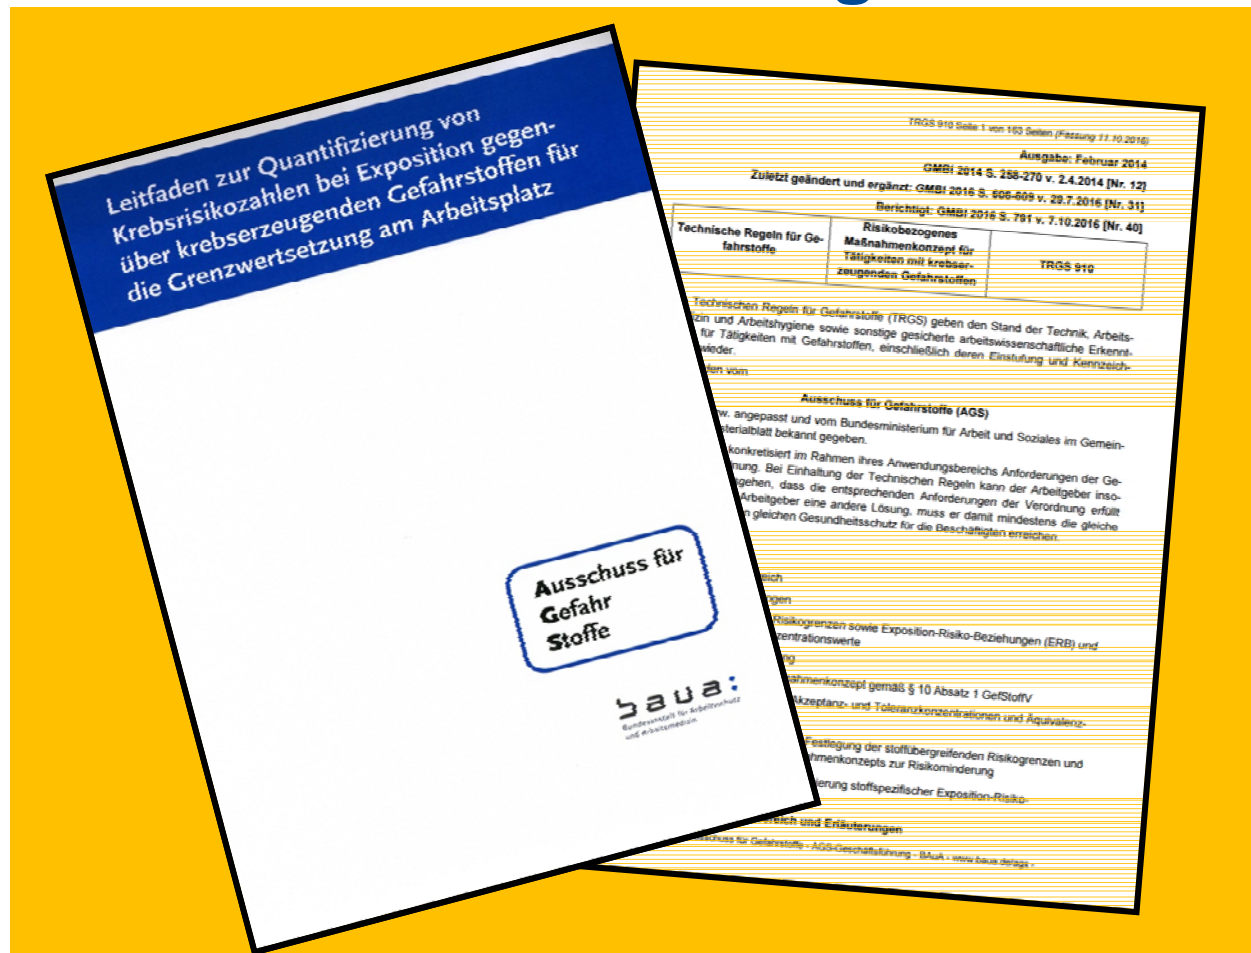 Leitfaden zur Quantifizierung von
Krebsrisikozahlen bei Exposition gegen-
über krebserzeugenden Gefahrstoffen für
die Grenzwertsetzung am Arbeitsplatz
Ausschuss für
Gefahr
Stoffe
baua:
Bundesanstalt für Arbeitsschutz
und Arbeitsmedizin
TRGS 910 Seite 1 von 163 Seiten (Fassung 11.10.2016)
Ausgabe: Februar 2014
GMBl 2014 S. 258-270 v. 2.4.2014 [Nr. 12]
Zuletzt geändert und ergänzt: GMBl 2016 S. 606-609 v. 29.7.2016 [Nr. 31]
Berichtigt: GMBl 2016 S. 791 v. 7.10.2016 [Nr. 40]
Technische Regeln für Ge-
fahrstoffe
Risikobezogenes
Maßnahmenkonzept für
Tätigkeiten mit krebser-
zeugenden Gefahrstoffen
TRGS 910
Technischen Regeln für Gefahrstoffe (TRGS) geben den Stand der Technik, Arbeits-
zin und Arbeitshygiene sowie sonstige gesicherte arbeitswissenschaftliche Erkennt-
für Tätigkeiten mit Gefahrstoffen, einschließlich deren Einstufung und Kennzeich-
wieder.
den vom
Ausschuss für Gefahrstoffe (AGS)
w. angepasst und vom Bundesministerium für Arbeit und Soziales im Gemein-
sterialblatt bekannt gegeben.
konkretisiert im Rahmen ihres Anwendungsbereichs Anforderungen der Ge-
nung. Bei Einhaltung der Technischen Regeln kann der Arbeitgeber inso-
sgehen, dass die entsprechenden Anforderungen der Verordnung erfüllt
Arbeitgeber eine andere Lösung, muss er damit mindestens die gleiche
n gleichen Gesundheitsschutz für die Beschäftigten erreichen.
eich
ngen
Risikogrenzen sowie Exposition-Risiko-Beziehungen (ERB) und
zentrationswerte
ng
ahmenkonzept gemäß § 10 Absatz 1 GefStoffV
Akzeptanz- und Toleranzkonzentrationen und Äquivalenz-
Festlegung der stoffübergreifenden Risikogrenzen und
hmenkonzepts zur Risikominderung
ierung stoffspezifischer Exposition-Risiko-
reich und Erläuterungen
sschuss für Gefahrstoffe - AGS-Geschäftsführung - BAuA - www.baua.de/ags -